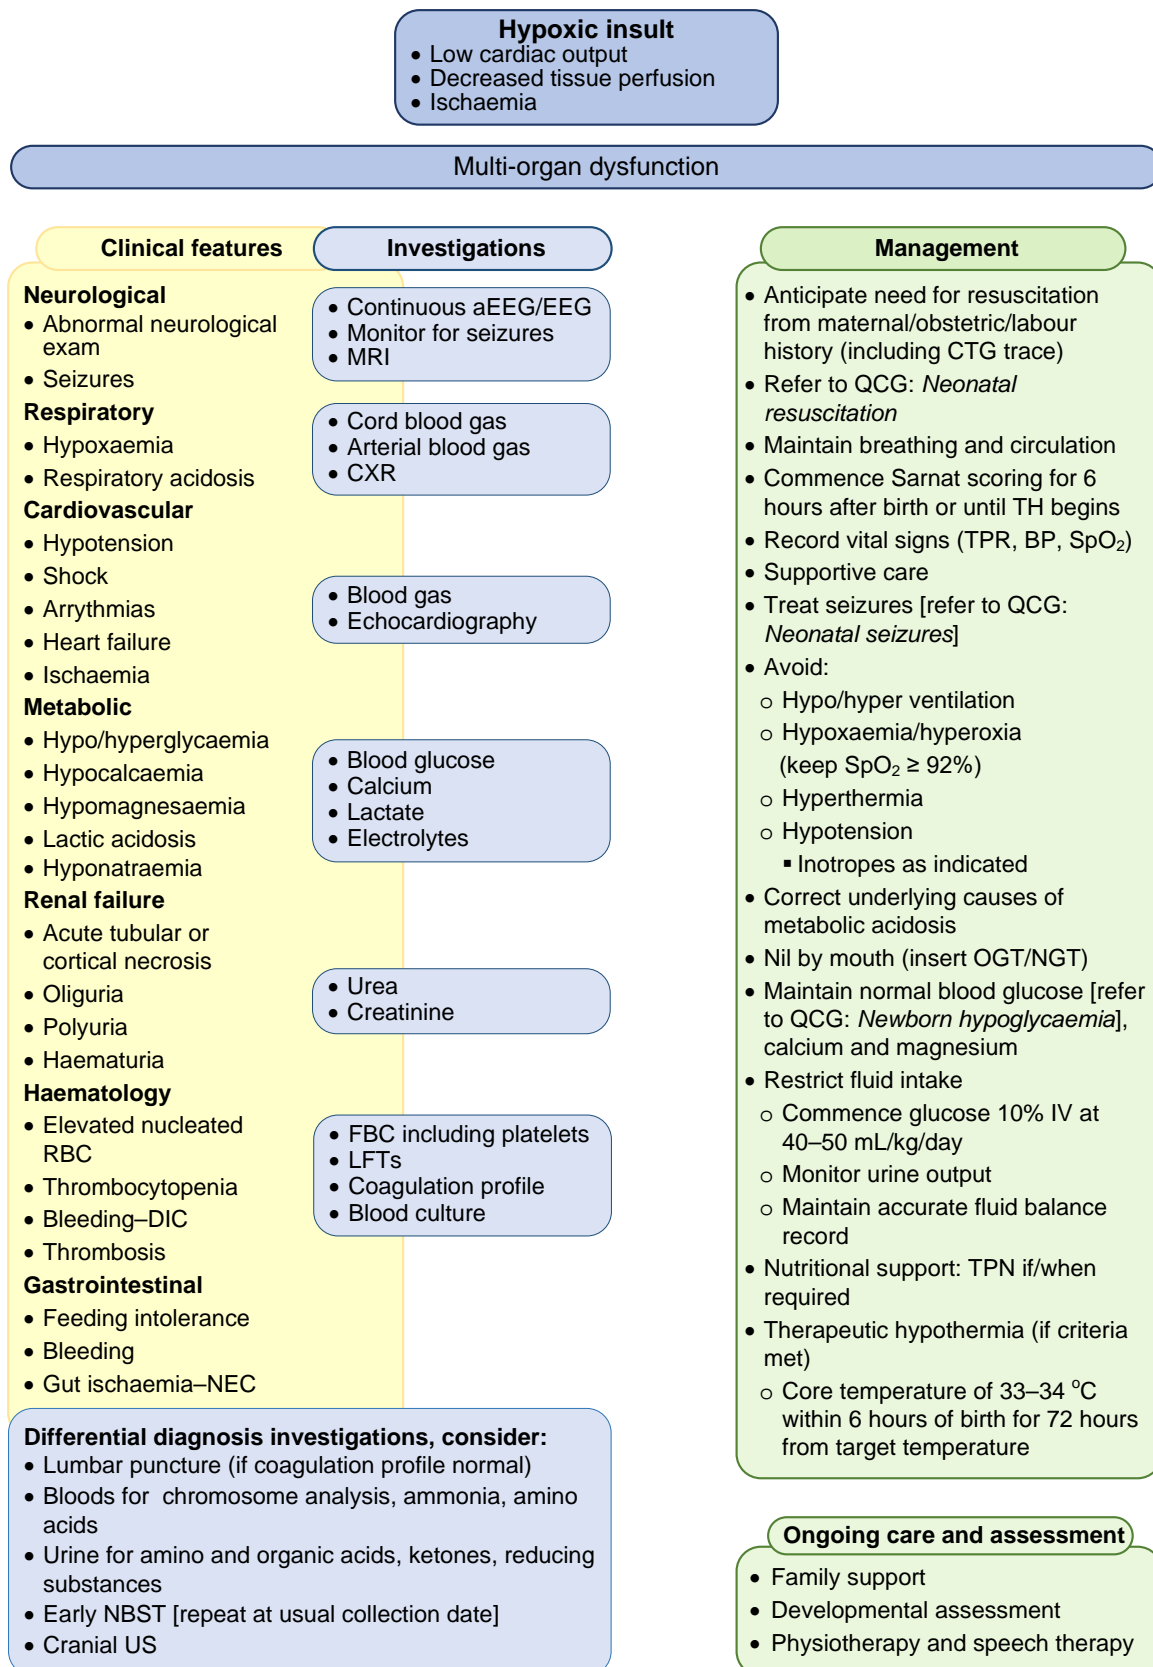 Hypoxic insult
• Low cardiac output
• Decreased tissue perfusion
• Ischaemia
Multi-organ dysfunction
Clinical features
Neurological
• Abnormal neurological
exam
• Seizures
Respiratory
• Hypoxaemia
• Respiratory acidosis
Cardiovascular
• Hypotension
• Shock
• Arrythmias
• Heart failure
• Ischaemia
Metabolic
• Hypo/hyperglycaemia
• Hypocalcaemia
• Hypomagnesaemia
• Lactic acidosis
• Hyponatraemia
Renal failure
• Acute tubular or
cortical necrosis
• Oliguria
• Polyuria
• Haematuria
Haematology
• Elevated nucleated
RBC
• Thrombocytopenia
• Bleeding–DIC
• Thrombosis
Gastrointestinal
• Feeding intolerance
• Bleeding
• Gut ischaemia–NEC
Investigations
• Continuous aEEG/EEG
• Monitor for seizures
• MRI
• Cord blood gas
• Arterial blood gas
• CXR
• Blood gas
• Echocardiography
• Blood glucose
• Calcium
• Lactate
• Electrolytes
• Urea
• Creatinine
• FBC including platelets
• LFTs
• Coagulation profile
• Blood culture
Differential diagnosis investigations, consider:
• Lumbar puncture (if coagulation profile normal)
• Bloods for chromosome analysis, ammonia, amino
acids
• Urine for amino and organic acids, ketones, reducing
substances
• Early NBST [repeat at usual collection date]
• Cranial US
Management
• Anticipate need for resuscitation
from maternal/obstetric/labour
history (including CTG trace)
• Refer to QCG: Neonatal
resuscitation
• Maintain breathing and circulation
• Commence Sarnat scoring for 6
hours after birth or until TH begins
• Record vital signs (TPR, BP, SpO₂)
• Supportive care
• Treat seizures [refer to QCG:
Neonatal seizures]
• Avoid:
o Hypo/hyper ventilation
o Hypoxaemia/hyperoxia
(keep SpO₂ ≥ 92%)
o Hyperthermia
o Hypotension
▪ Inotropes as indicated
• Correct underlying causes of
metabolic acidosis
• Nil by mouth (insert OGT/NGT)
• Maintain normal blood glucose [refer
to QCG: Newborn hypoglycaemia],
calcium and magnesium
• Restrict fluid intake
o Commence glucose 10% IV at
40–50 mL/kg/day
o Monitor urine output
o Maintain accurate fluid balance
record
• Nutritional support: TPN if/when
required
• Therapeutic hypothermia (if criteria
met)
o Core temperature of 33–34 °C
within 6 hours of birth for 72 hours
from target temperature
Ongoing care and assessment
• Family support
• Developmental assessment
• Physiotherapy and speech therapy